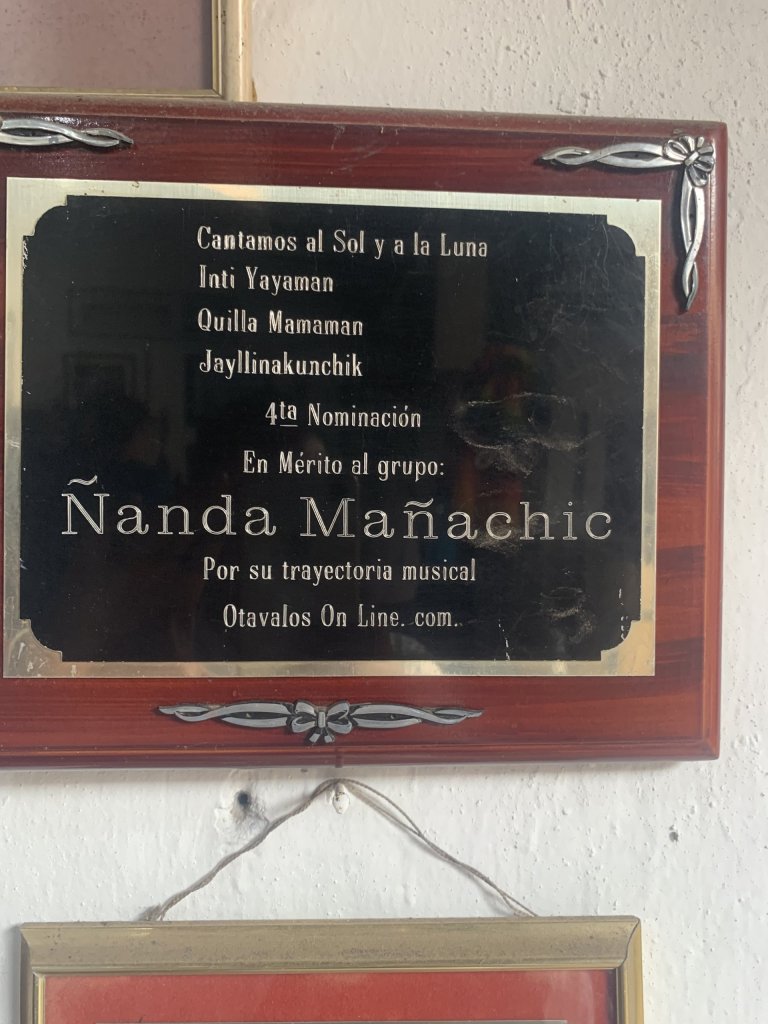 Cantamos al Sol y a la Luna
Inti Yayaman
Quilla Mamaman
Jayllinakunchik
4ta Nominación
En Mérito al grupo:
Ñanda Mañachic
Por su trayectoria musical
Otavalos On Line. com.